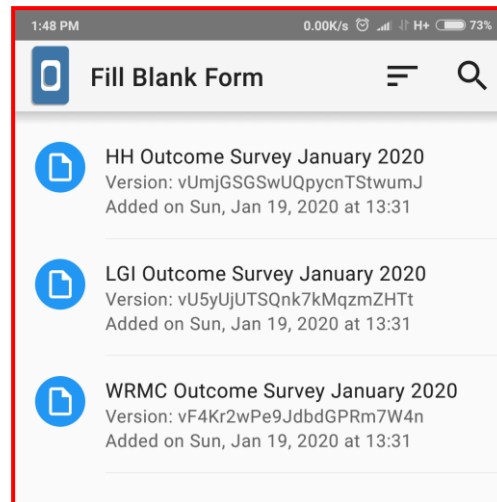 1:48 PM 0.00K/s H+ 73%
Fill Blank Form
HH Outcome Survey January 2020
Version: vUmjGSGSwUQpycnTStwumJ
Added on Sun, Jan 19, 2020 at 13:31
LGI Outcome Survey January 2020
Version: vU5yUjUTSQnk7kMqzmZHTt
Added on Sun, Jan 19, 2020 at 13:31
WRMC Outcome Survey January 2020
Version: vF4Kr2wPe9JdbdGPRm7W4n
Added on Sun, Jan 19, 2020 at 13:31